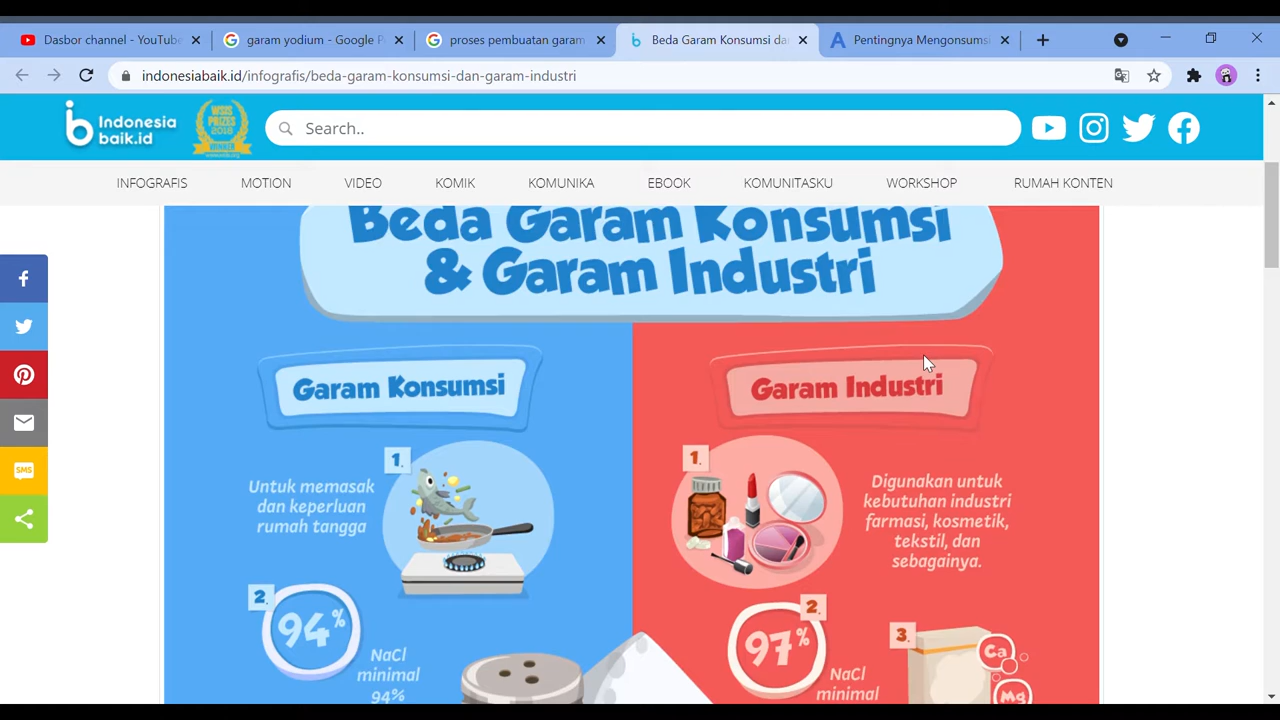 Dasbor channel - YouTube
garam yodium - Google P
proses pembuatan garam
Beda Garam Konsumsi da
Pentingnya Mengonsumsi
indonesiabaik.id/infografis/beda-garam-konsumsi-dan-garam-industri
Indonesia
baik.id
WSIS
PRIZES
2018
WINNER
Search..
INFOGRAFIS
MOTION
VIDEO
KOMIK
KOMUNIKA
EBOOK
KOMUNITASKU
WORKSHOP
RUMAH KONTEN
Beda Garam Konsumsi
& Garam Industri
SMS
Garam Konsumsi
1.
Untuk memasak
dan keperluan
rumah tangga
2.
94%
NaCl
minimal
94%
Garam Industri
1.
Digunakan untuk
kebutuhan industri
farmasi, kosmetik,
tekstil, dan
sebagainya.
2.
97%
NaCl
minimal
3.
Ca
Mg